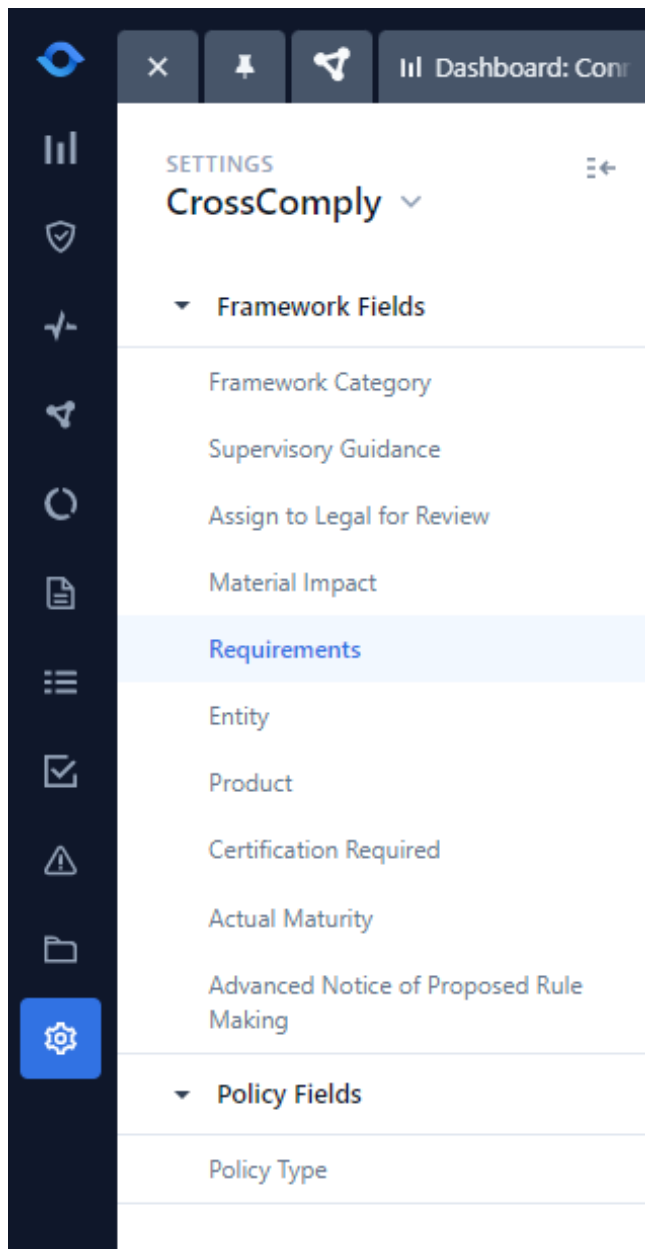 Dashboard:
SETTINGS
CrossComply
Framework Fields
Framework Category
Supervisory Guidance
Assign to Legal for Review
Material Impact
Requirements
Entity
Product
Certification Required
Actual Maturity
Advanced Notice of Proposed Rule
Making
Policy Fields
Policy Type